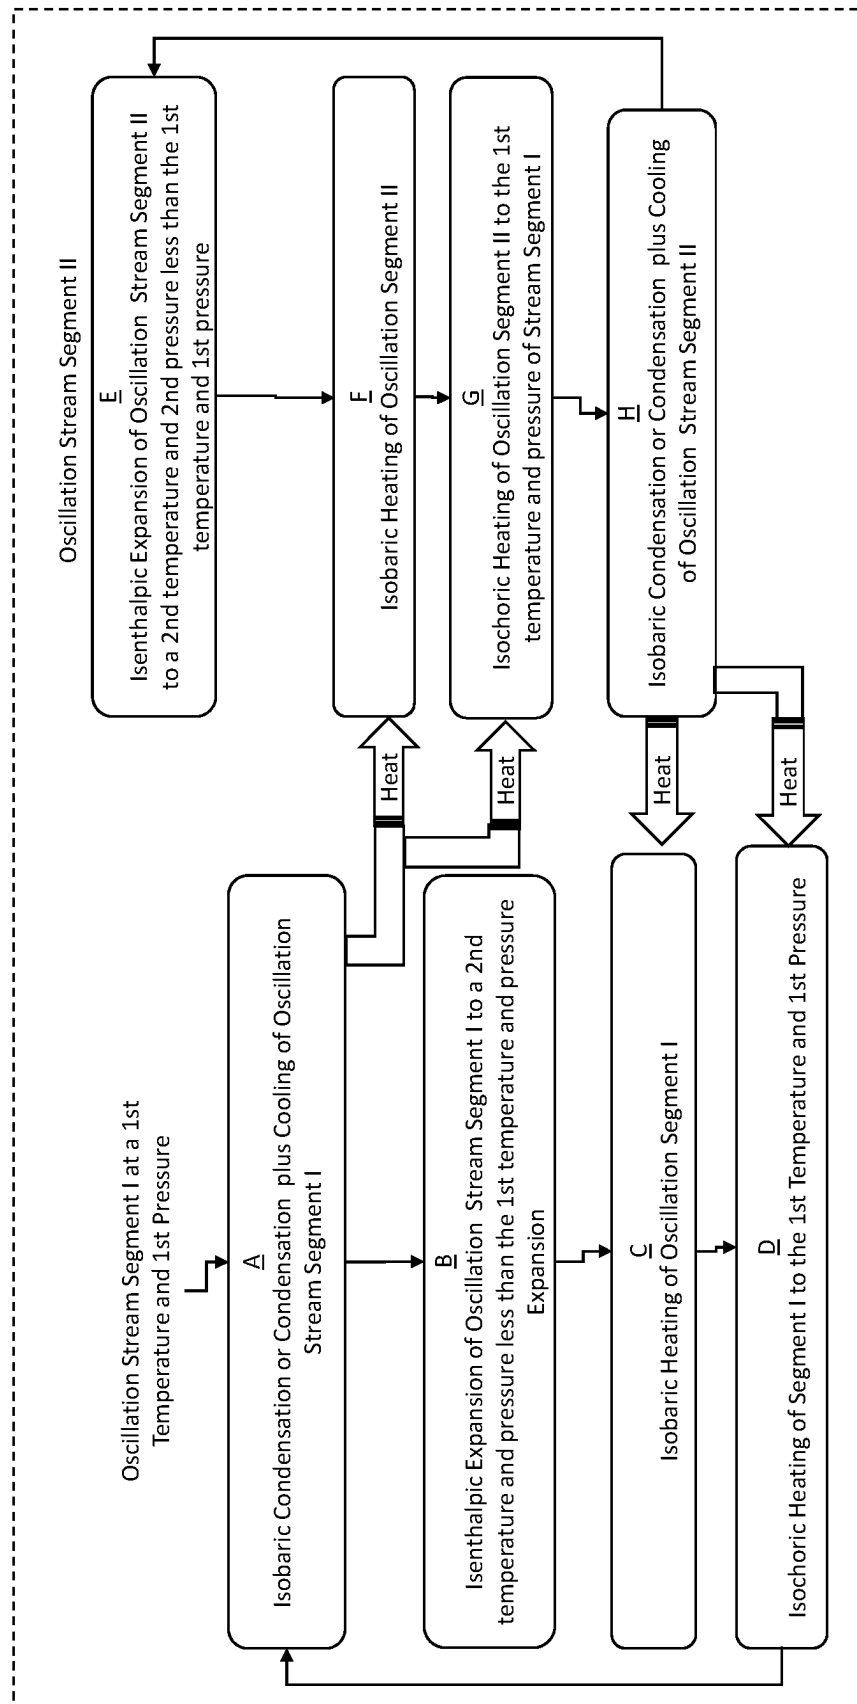 Oscillation Stream Segment I at a 1st
Temperature and 1st Pressure
A
Isobaric Condensation or Condensation plus Cooling of Oscillation
Stream Segment I
B
Isenthalpic Expansion of Oscillation Stream Segment I to a 2nd
temperature and pressure less than the 1st temperature and pressure
Expansion
C
Isobaric Heating of Oscillation Segment I
D
Isochoric Heating of Segment I to the 1st Temperature and 1st Pressure
Heat
Heat
Heat
Heat
Oscillation Stream Segment II
E
Isenthalpic Expansion of Oscillation Stream Segment II
to a 2nd temperature and 2nd pressure less than the 1st
temperature and 1st pressure
F
Isobaric Heating of Oscillation Segment II
G
Isochoric Heating of Oscillation Segment II to the 1st
temperature and pressure of Stream Segment I
H
Isobaric Condensation or Condensation plus Cooling
of Oscillation Stream Segment II